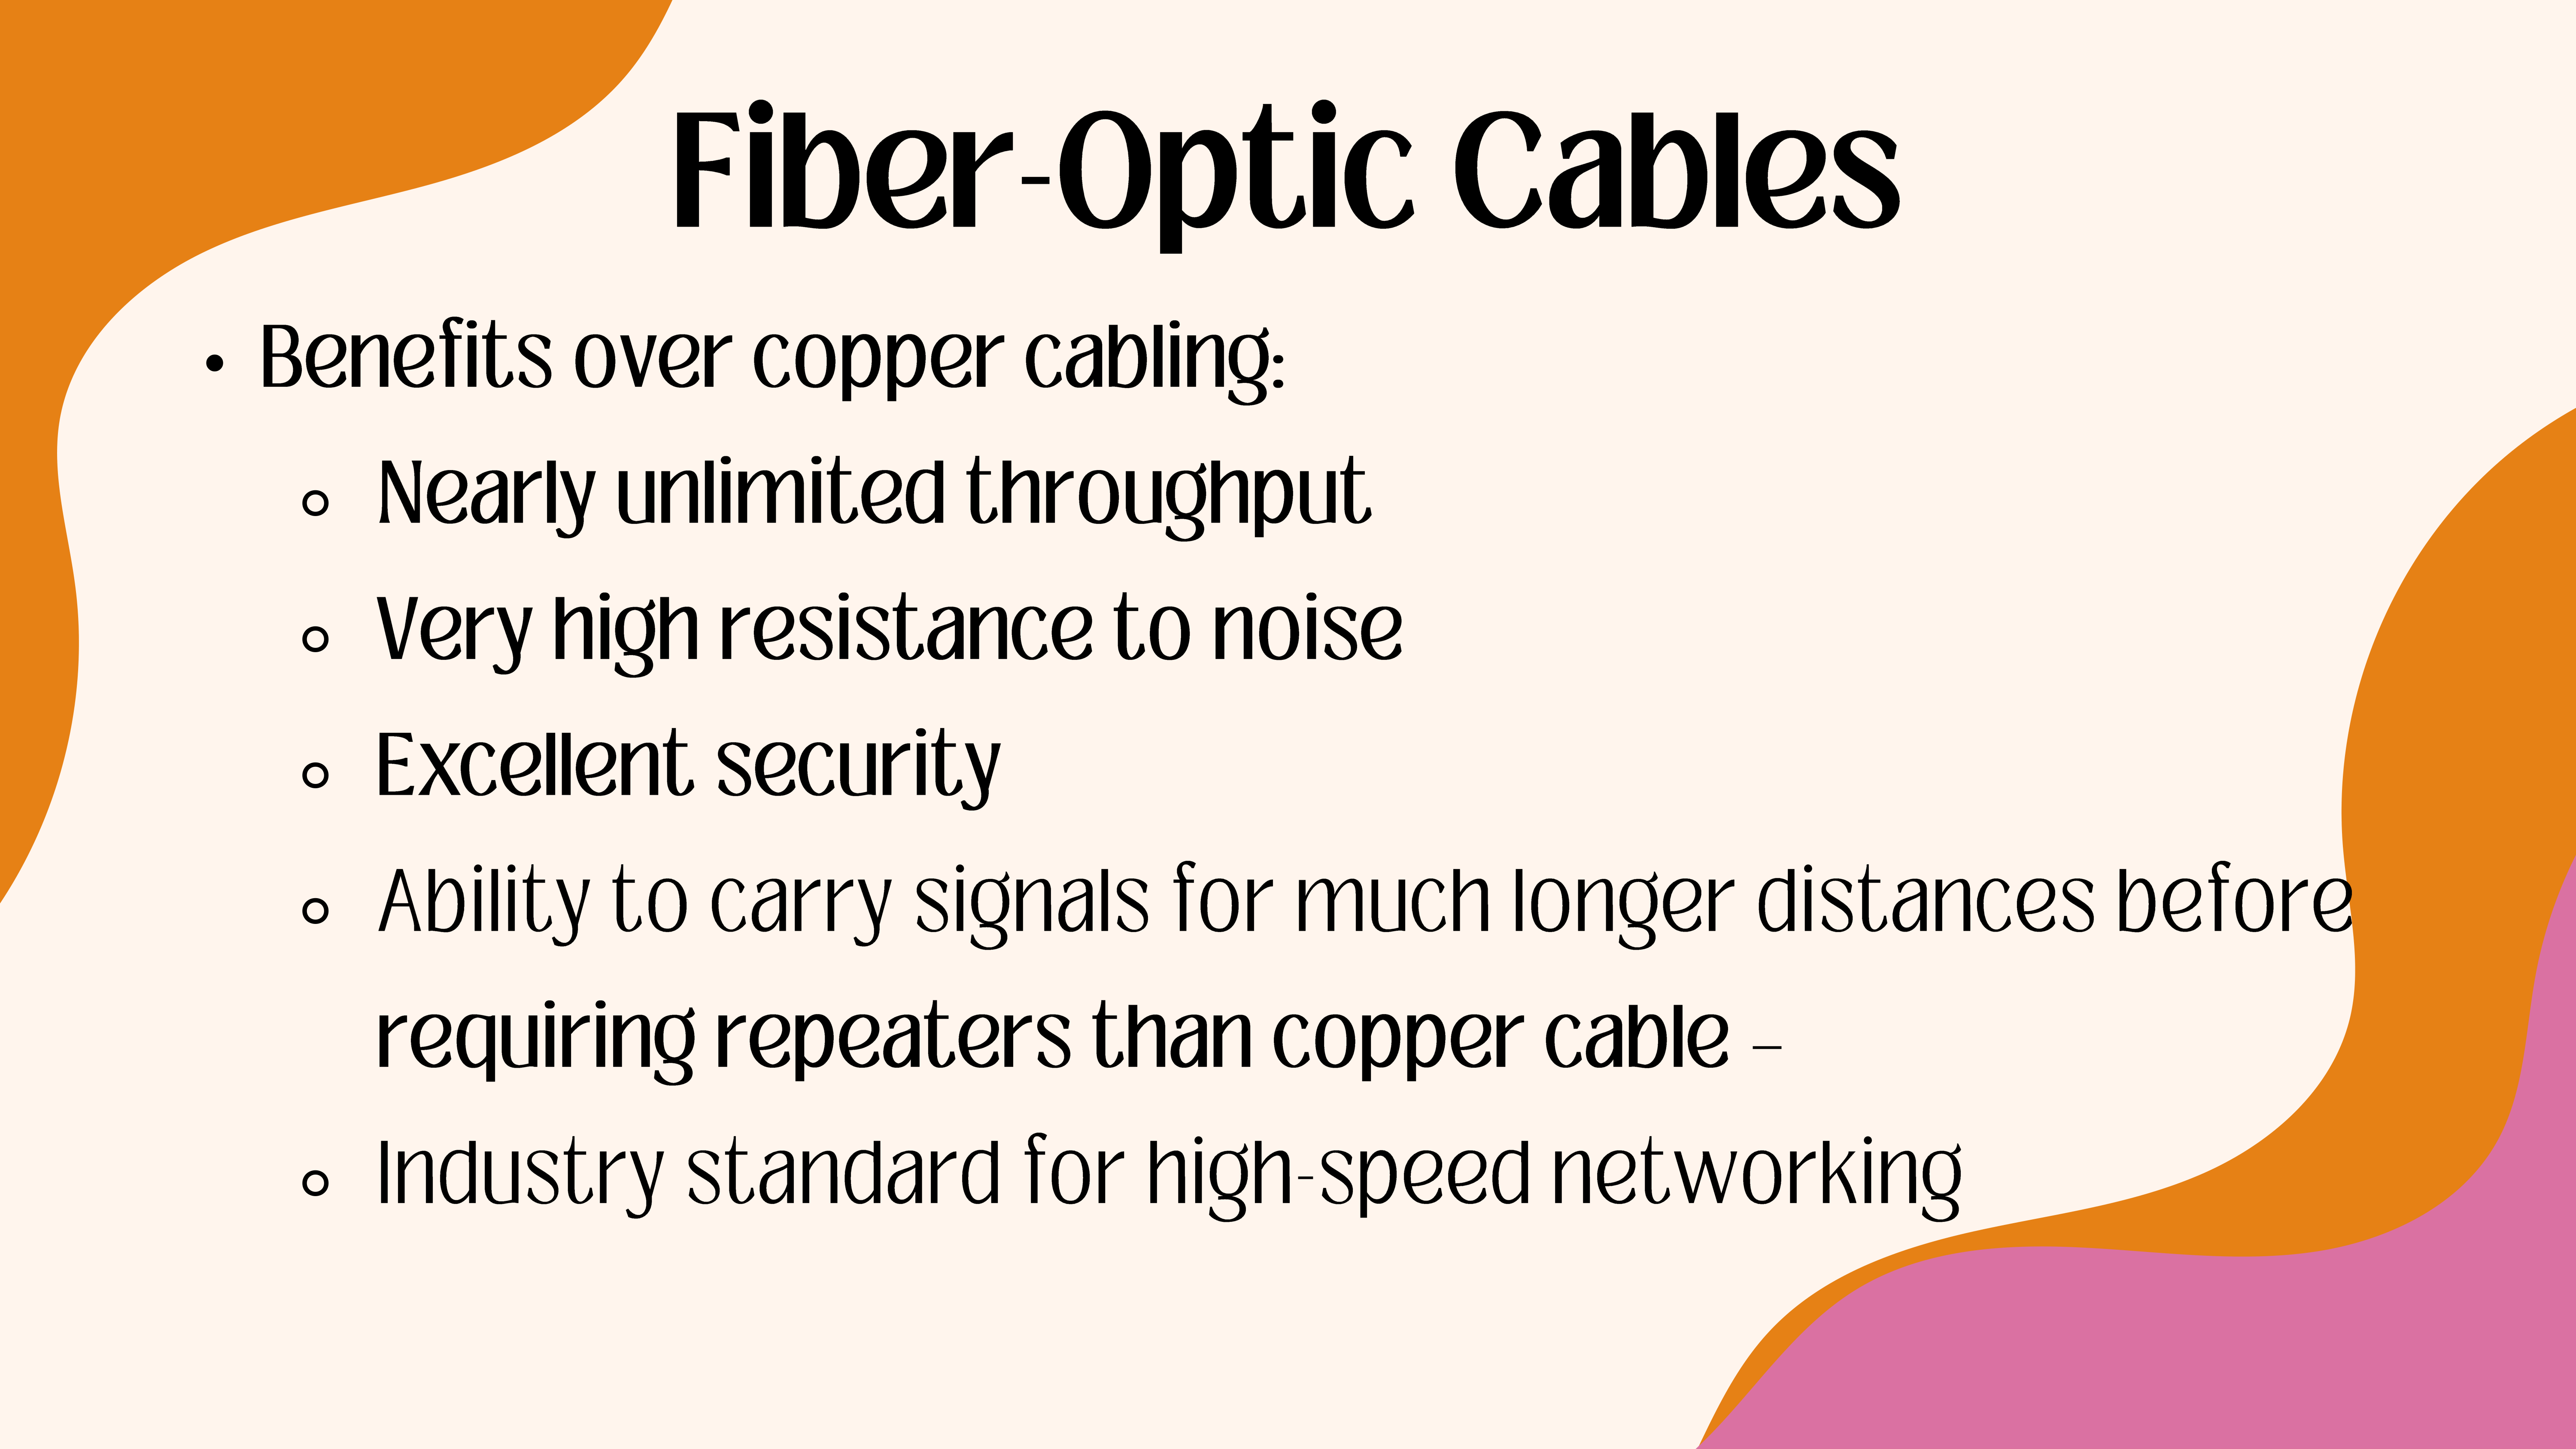 Fiber-Optic Cables
• Benefits over copper cabling:
◦ Nearly unlimited throughput
◦ Very high resistance to noise
◦ Excellent security
◦ Ability to carry signals for much longer distances before
requiring repeaters than copper cable –
◦ Industry standard for high-speed networking